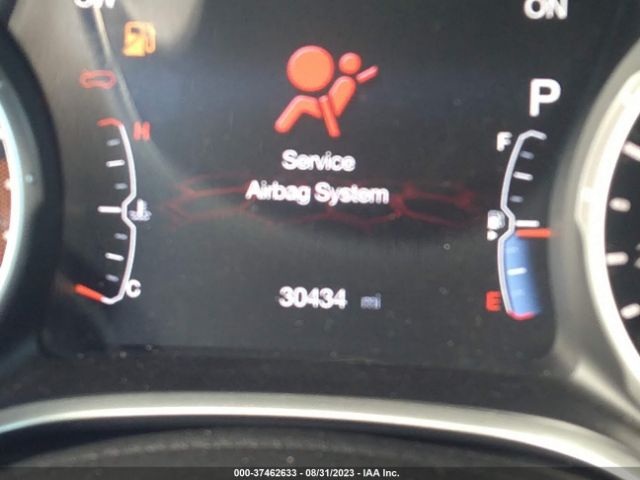 ON
P
H
F
Service
Airbag System
C
30434 mi
E
000-37462633 - 08/31/2023 - IAA Inc.